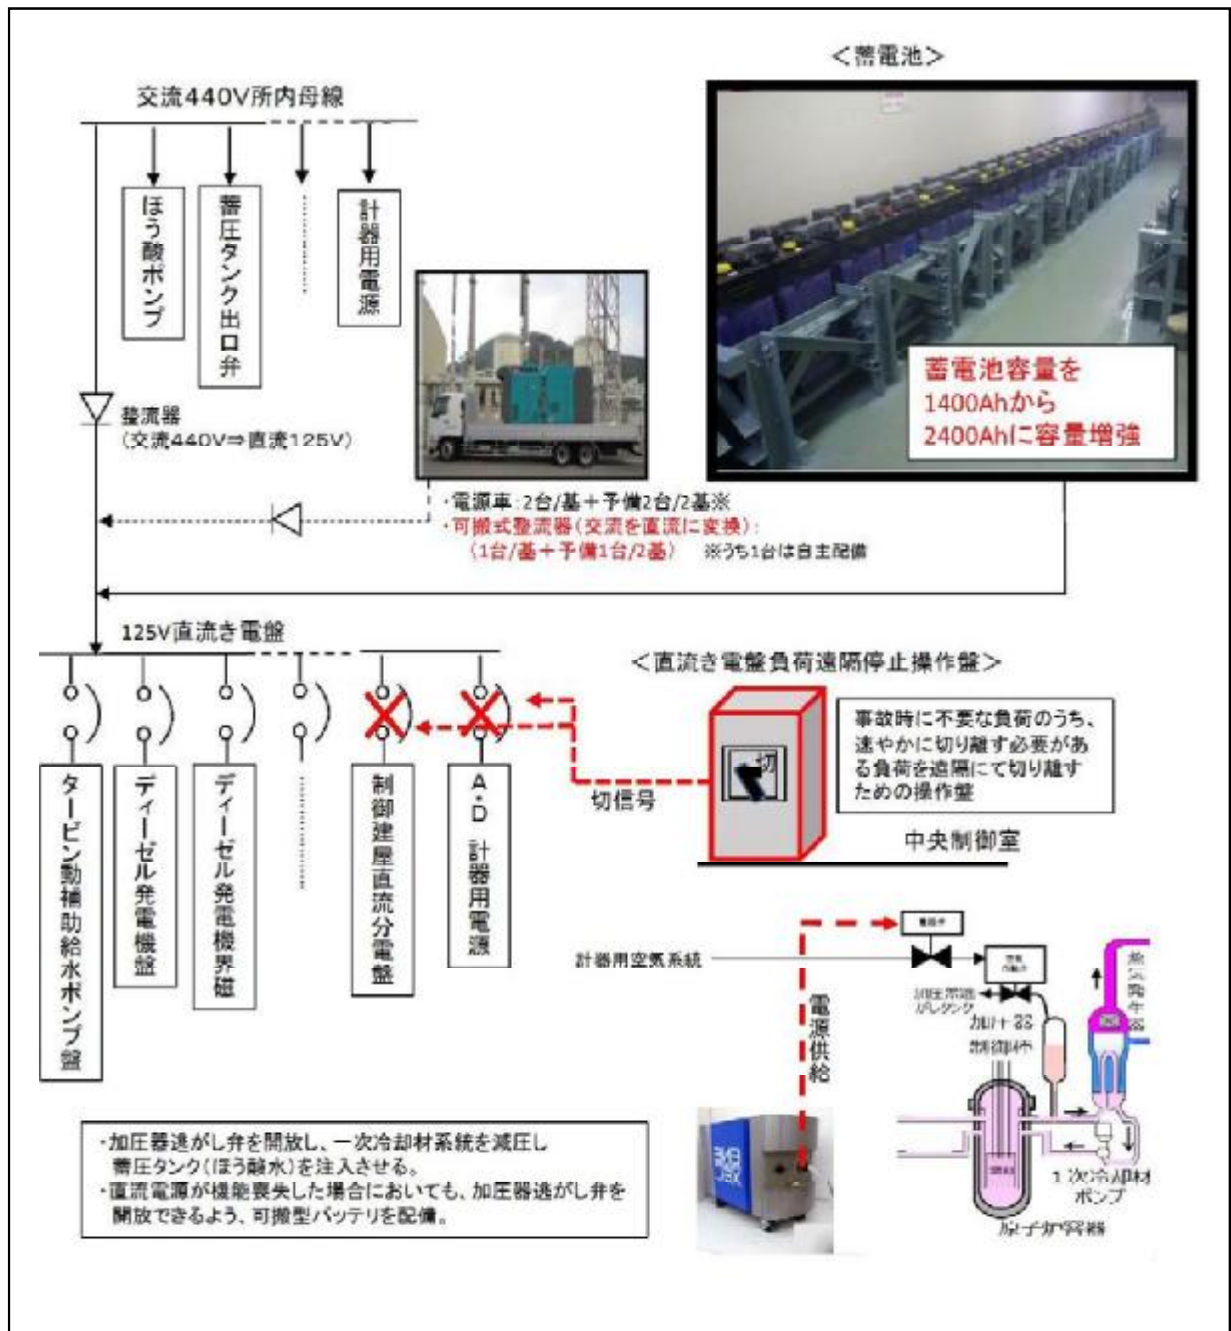 <蓄電池>
交流440V所内母線
ほう酸ポンプ
蓄圧タンク出口弁
計器用電源
蓄電池容量を
1400Ahから
2400Ahに容量増強
整流器
(交流440V⇒直流125V)
・電源車:2台/基+予備2台/2基※
・可搬式整流器(交流を直流に変換):
(1台/基+予備1台/2基) ※うち1台は自主配備
125V直流き電盤
<直流き電盤負荷遠隔停止操作盤>
タービン動補助給水ポンプ盤
ディーゼル発電機盤
ディーゼル発電機界磁
制御建屋直流分電盤
A・D 計器用電源
切信号
切
事故時に不要な負荷のうち、
速やかに切り離す必要があ
る負荷を遠隔にて切り離す
ための操作盤
中央制御室
計器用空気系統
電源供給
加圧器逃
がしタンク
加圧器
制御棒
蒸気発生器
1次冷却材
ポンプ
原子炉容器
・加圧器逃がし弁を開放し、一次冷却材系統を減圧し
蓄圧タンク(ほう酸水)を注入させる。
・直流電源が機能喪失した場合においても、加圧器逃がし弁を
開放できるよう、可搬型バッテリを配備。